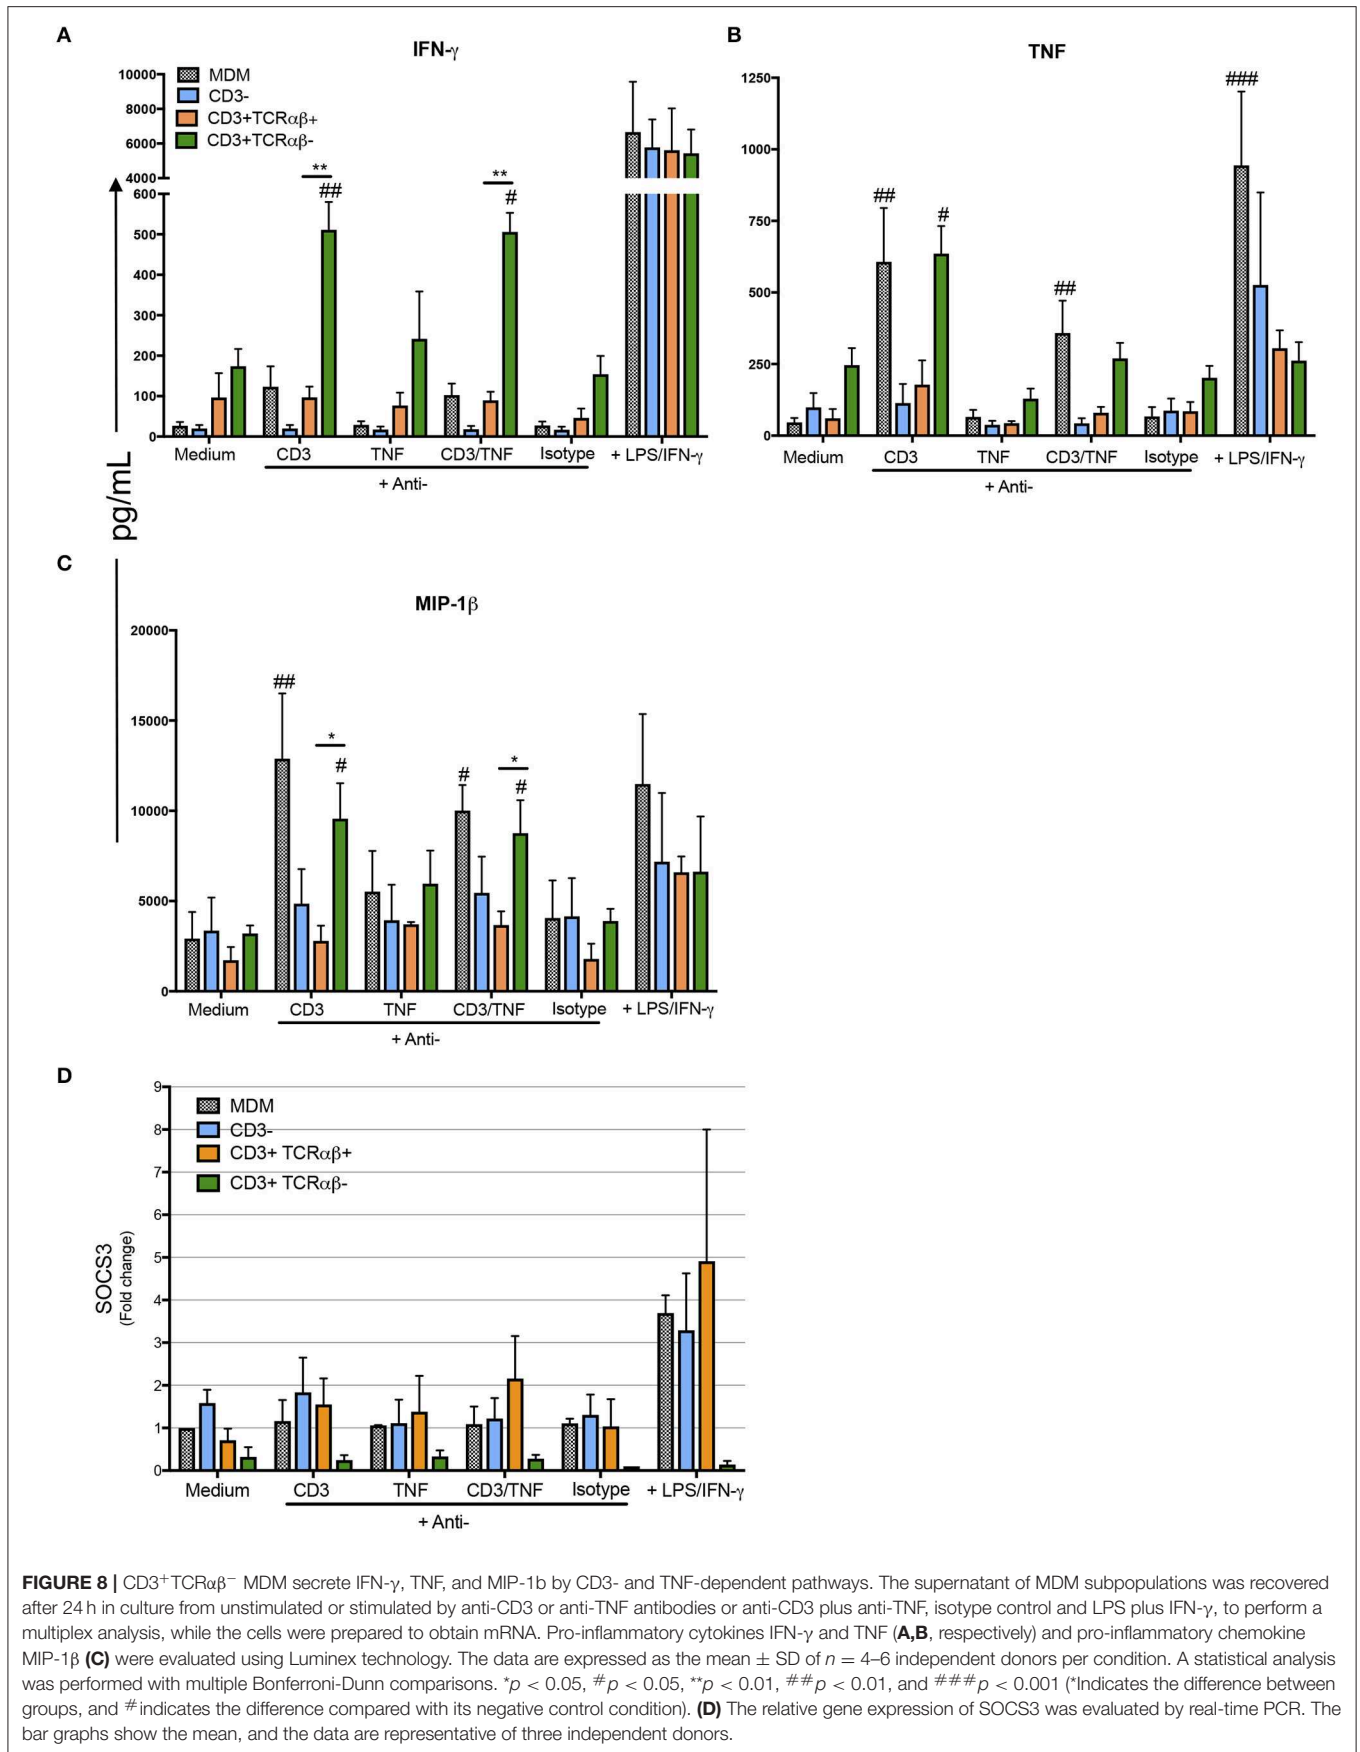 A
IFN-γ
10000
8000
6000
4000
600
500
400
300
200
100
0
MDM
CD3-
CD3+TCRαβ+
CD3+TCRαβ-
**
##
**
#
Medium CD3 TNF CD3/TNF Isotype + LPS/IFN-γ
+ Anti-
pg/mL
B
TNF
1250
1000
750
500
250
0
##
#
##
###
Medium CD3 TNF CD3/TNF Isotype + LPS/IFN-γ
+ Anti-
C
MIP-1β
20000
15000
10000
5000
0
##
*
#
#
*
#
Medium CD3 TNF CD3/TNF Isotype + LPS/IFN-γ
+ Anti-
D
SOCS3
(Fold change)
9
8
7
6
5
4
3
2
1
0
MDM
CD3-
CD3+ TCRαβ+
CD3+ TCRαβ-
Medium CD3 TNF CD3/TNF Isotype + LPS/IFN-γ
+ Anti-
FIGURE 8 | CD3⁺TCRαβ⁻ MDM secrete IFN-γ, TNF, and MIP-1b by CD3- and TNF-dependent pathways. The supernatant of MDM subpopulations was recovered
after 24 h in culture from unstimulated or stimulated by anti-CD3 or anti-TNF antibodies or anti-CD3 plus anti-TNF, isotype control and LPS plus IFN-γ, to perform a
multiplex analysis, while the cells were prepared to obtain mRNA. Pro-inflammatory cytokines IFN-γ and TNF (A,B, respectively) and pro-inflammatory chemokine
MIP-1β (C) were evaluated using Luminex technology. The data are expressed as the mean ± SD of n = 4–6 independent donors per condition. A statistical analysis
was performed with multiple Bonferroni-Dunn comparisons. *p < 0.05, #p < 0.05, **p < 0.01, ##p < 0.01, and ###p < 0.001 (*Indicates the difference between
groups, and #indicates the difference compared with its negative control condition). (D) The relative gene expression of SOCS3 was evaluated by real-time PCR. The
bar graphs show the mean, and the data are representative of three independent donors.